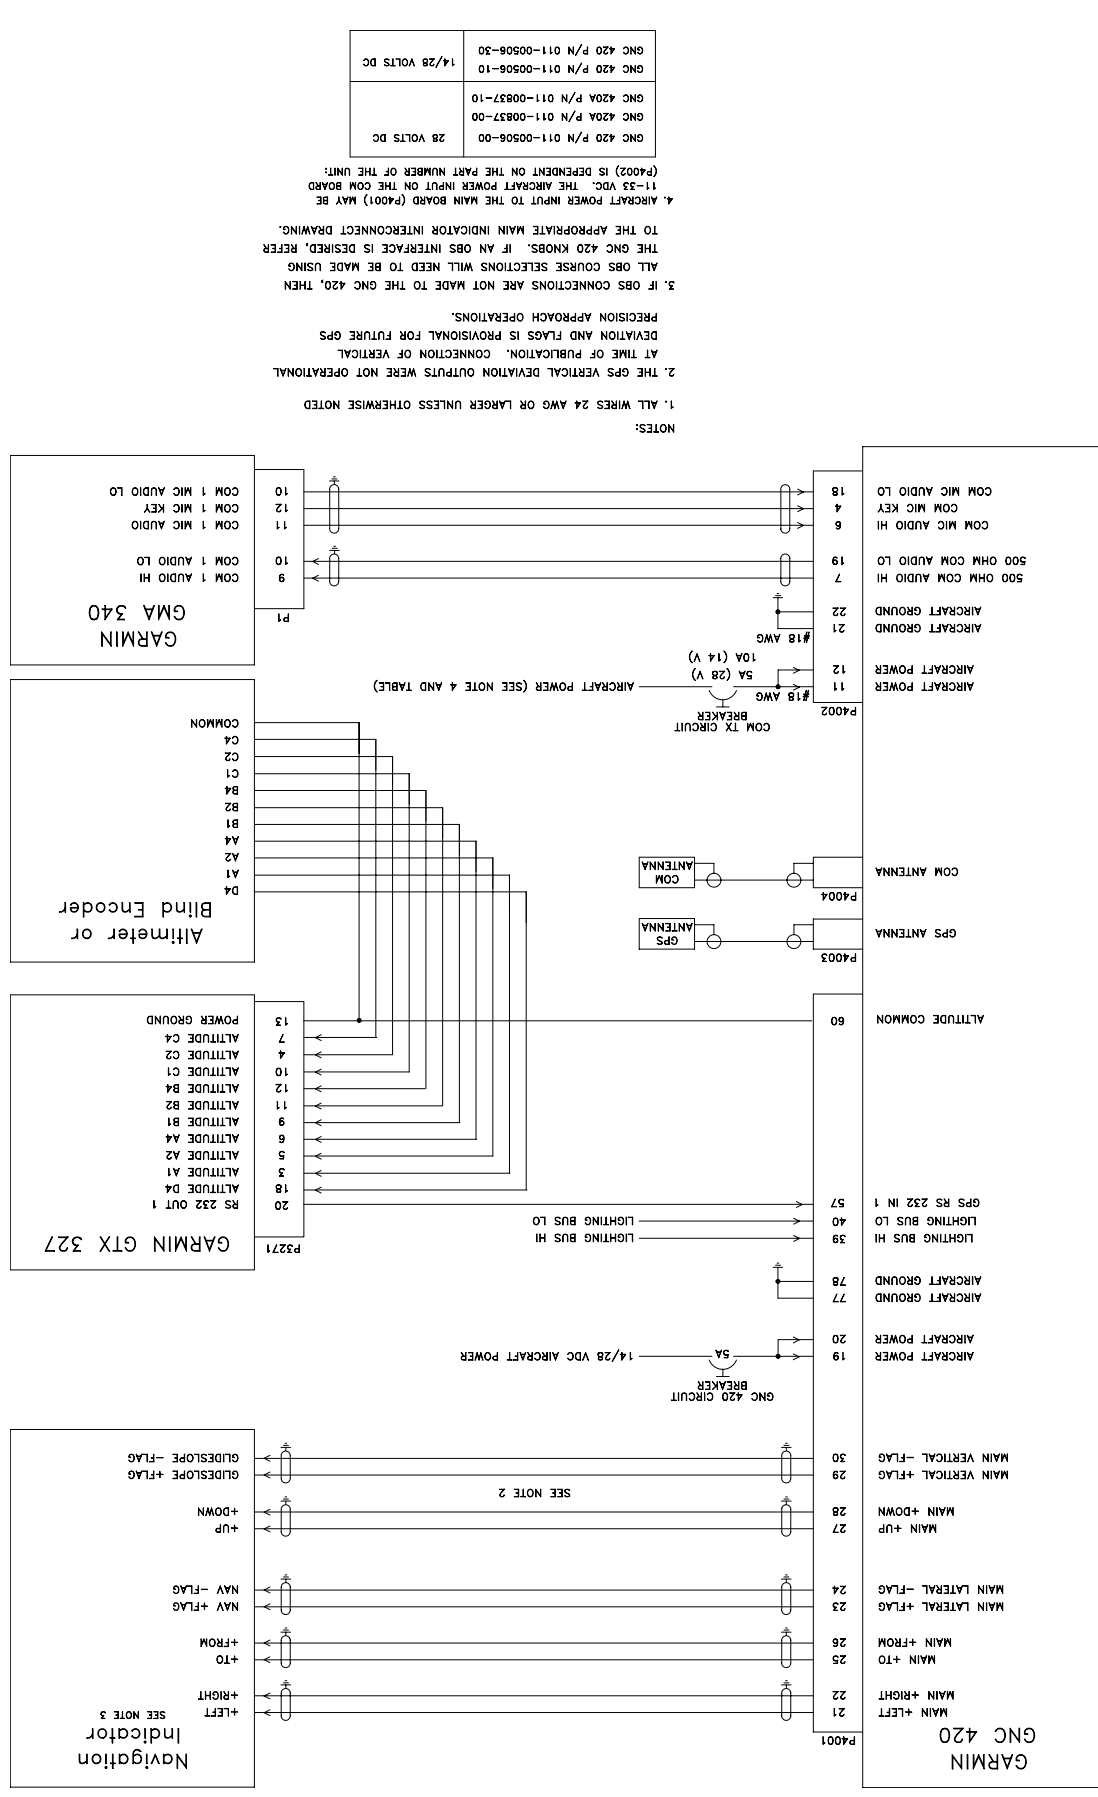 GARMIN
GNC 420
P4001
MAIN +LEFT 21
MAIN +RIGHT 22
MAIN +TO 25
MAIN +FROM 26
MAIN LATERAL +FLAG 23
MAIN LATERAL -FLAG 24
MAIN +UP 27
MAIN +DOWN 28
SEE NOTE 2
MAIN VERTICAL +FLAG 29
MAIN VERTICAL -FLAG 30
Navigation
Indicator
SEE NOTE 3
+LEFT
+RIGHT
+TO
+FROM
NAV +FLAG
NAV -FLAG
+UP
+DOWN
GLIDESLOPE +FLAG
GLIDESLOPE -FLAG
GNC 420 CIRCUIT
BREAKER
AIRCRAFT POWER 19
5A
14/28 VDC AIRCRAFT POWER
AIRCRAFT POWER 20
AIRCRAFT GROUND 77
AIRCRAFT GROUND 78
LIGHTING BUS HI 39
LIGHTING BUS HI
LIGHTING BUS LO 40
LIGHTING BUS LO
GPS RS 232 IN 1 57
ALTITUDE COMMON 60
P3271
GARMIN GTX 327
20 RS 232 OUT 1
18 ALTITUDE D4
3 ALTITUDE A1
5 ALTITUDE A2
6 ALTITUDE A4
9 ALTITUDE B1
11 ALTITUDE B2
12 ALTITUDE B4
10 ALTITUDE C1
4 ALTITUDE C2
7 ALTITUDE C4
13 POWER GROUND
P4003
GPS ANTENNA
GPS
ANTENNA
P4004
COM ANTENNA
COM
ANTENNA
Altimeter or
Blind Encoder
D4
A1
A2
A4
B1
B2
B4
C1
C2
C4
COMMON
COM TX CIRCUIT
BREAKER
P4002
AIRCRAFT POWER 11
#18 AWG
5A (28 V)
10A (14 V)
AIRCRAFT POWER (SEE NOTE 4 AND TABLE)
AIRCRAFT POWER 12
AIRCRAFT GROUND 21
#18 AWG
AIRCRAFT GROUND 22
500 OHM COM AUDIO HI 7
500 OHM COM AUDIO LO 19
COM MIC AUDIO HI 6
COM MIC KEY 4
COM MIC AUDIO LO 18
GARMIN
GMA 340
P1
9 COM 1 AUDIO HI
10 COM 1 AUDIO LO
11 COM 1 MIC AUDIO
12 COM 1 MIC KEY
10 COM 1 MIC AUDIO LO
NOTES:
1. ALL WIRES 24 AWG OR LARGER UNLESS OTHERWISE NOTED
2. THE GPS VERTICAL DEVIATION OUTPUTS WERE NOT OPERATIONAL
AT TIME OF PUBLICATION. CONNECTION OF VERTICAL
DEVIATION AND FLAGS IS PROVISIONAL FOR FUTURE GPS
PRECISION APPROACH OPERATIONS.
3. IF OBS CONNECTIONS ARE NOT MADE TO THE GNC 420, THEN
ALL OBS COURSE SELECTIONS WILL NEED TO BE MADE USING
THE GNC 420 KNOBS. IF AN OBS INTERFACE IS DESIRED, REFER
TO THE APPROPRIATE MAIN INDICATOR INTERCONNECT DRAWING.
4. AIRCRAFT POWER INPUT TO THE MAIN BOARD (P4001) MAY BE
11-33 VDC. THE AIRCRAFT POWER INPUT ON THE COM BOARD
(P4002) IS DEPENDENT ON THE PART NUMBER OF THE UNIT:
GNC 420 P/N 011-00506-00 28 VOLTS DC
GNC 420A P/N 011-00837-00
GNC 420A P/N 011-00837-10
GNC 420 P/N 011-00506-10 14/28 VOLTS DC
GNC 420 P/N 011-00506-30